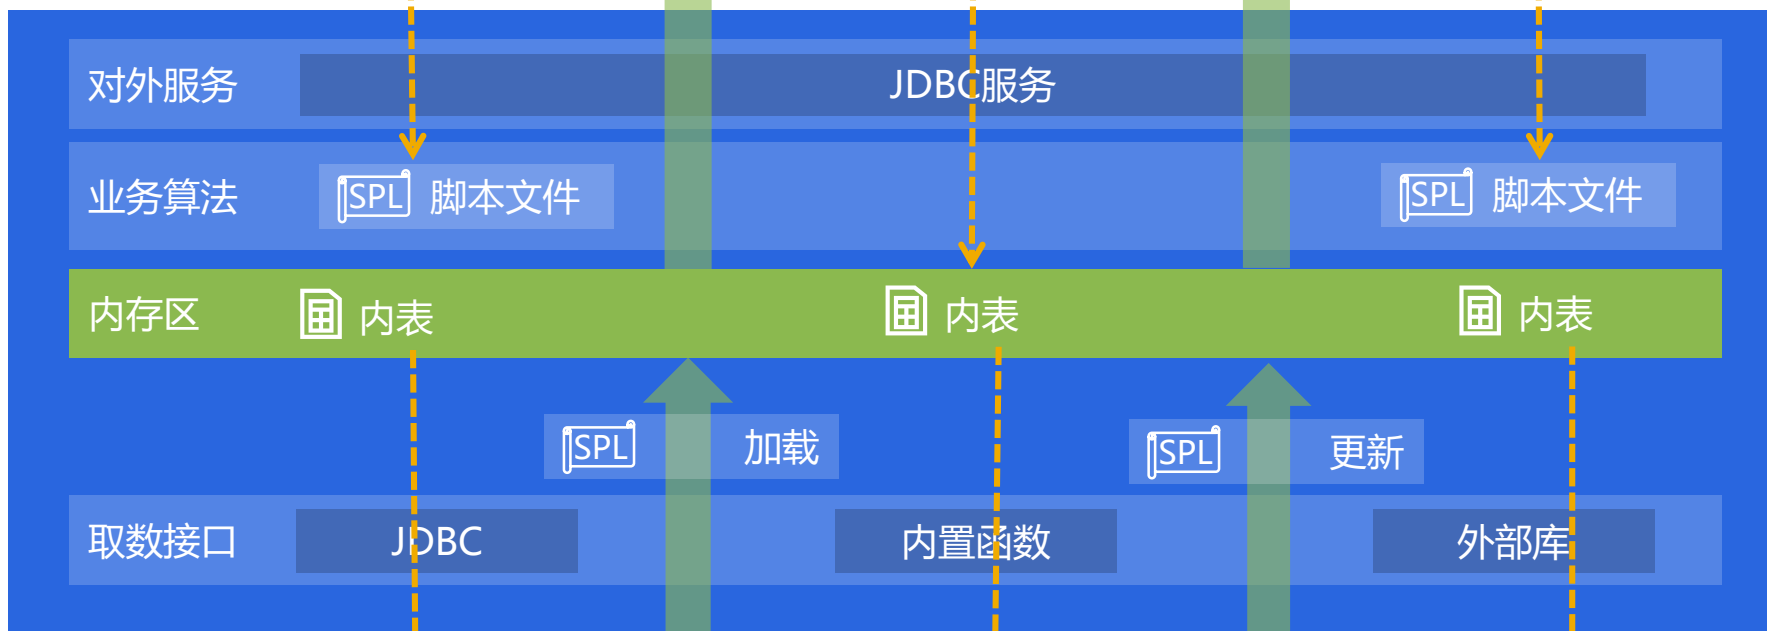 对外服务
JDBC服务
业务算法
SPL 脚本文件
SPL 脚本文件
内存区
内表
内表
内表
SPL 加载
SPL 更新
取数接口
JDBC
内置函数
外部库